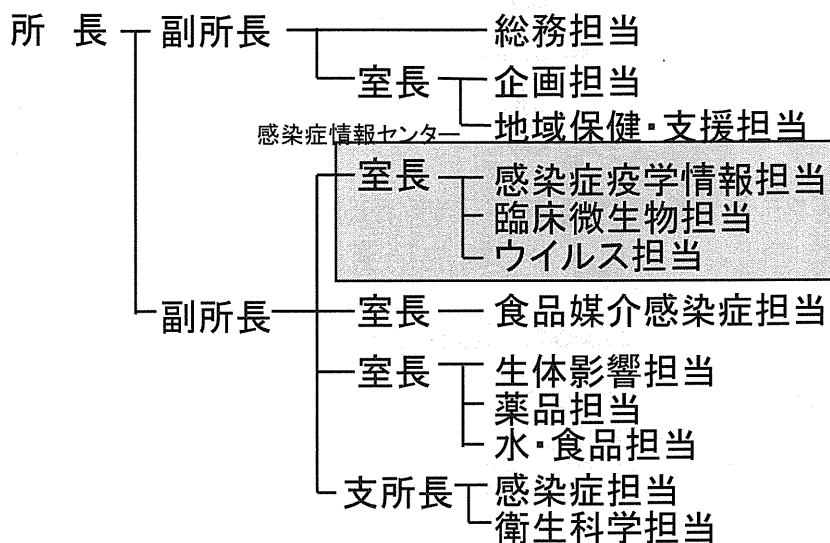 所 長 副所長 総務担当
室長 企画担当
地域保健・支援担当
感染症情報センター
室長 感染症疫学情報担当
臨床微生物担当
ウイルス担当
副所長 室長 食品媒介感染症担当
室長 生体影響担当
薬品担当
水・食品担当
支所長 感染症担当
衛生科学担当